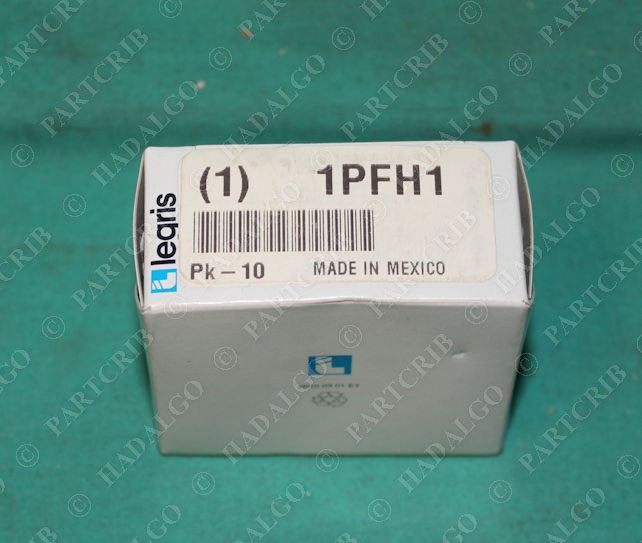 legris
(1) 1PFH1
Pk - 10 MADE IN MEXICO
© PARTCRIB
HADALGO